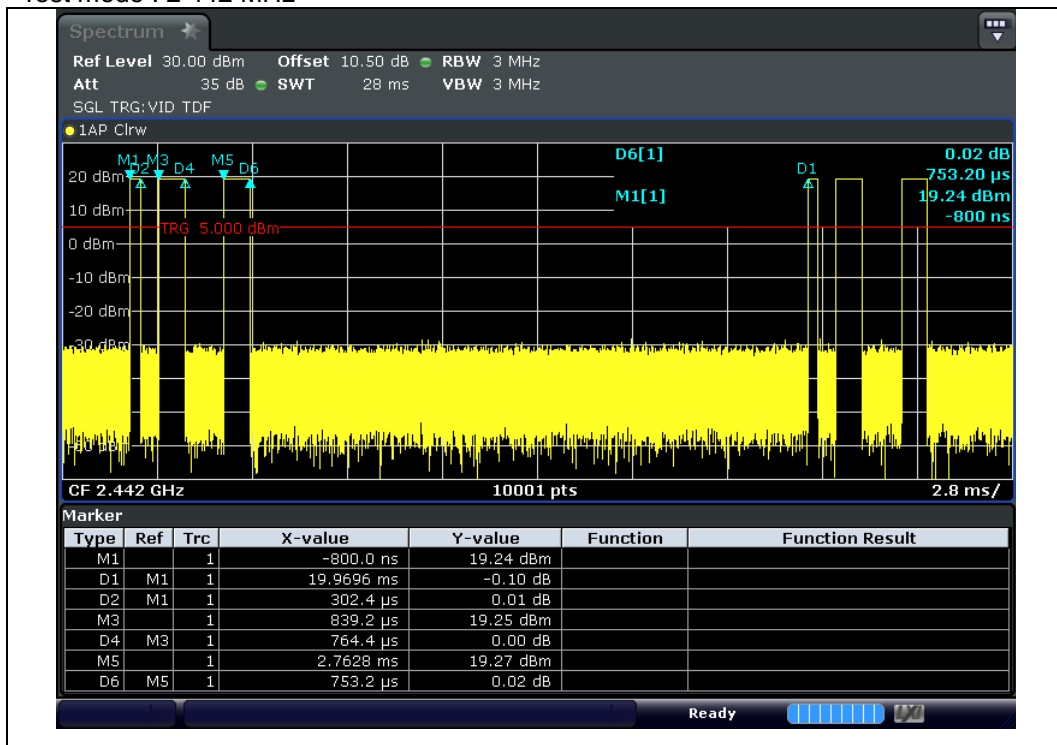 Test mode : 2 442 MHz
Spectrum
Ref Level 30.00 dBm Offset 10.50 dB RBW 3 MHz
Att 35 dB SWT 28 ms VBW 3 MHz
SGL TRG:VID TDF
1AP Clrw
M1 M3 M5
D2 D4 D6 D1
D6[1] 0.02 dB
753.20 µs
M1[1] 19.24 dBm
-800 ns
20 dBm
10 dBm
TRG 5.000 dBm
0 dBm
-10 dBm
-20 dBm
-30 dBm
CF 2.442 GHz 10001 pts 2.8 ms/
Marker
Type Ref Trc X-value Y-value Function Function Result
M1 1 -800.0 ns 19.24 dBm
D1 M1 1 19.9696 ms -0.10 dB
D2 M1 1 302.4 µs 0.01 dB
M3 1 839.2 µs 19.25 dBm
D4 M3 1 764.4 µs 0.00 dB
M5 1 2.7628 ms 19.27 dBm
D6 M5 1 753.2 µs 0.02 dB
Ready